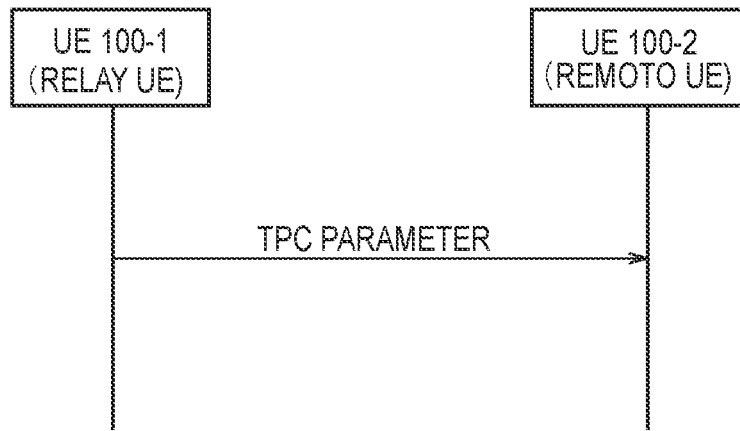 UE 100-1
(RELAY UE)
UE 100-2
(REMOTO UE)
TPC PARAMETER